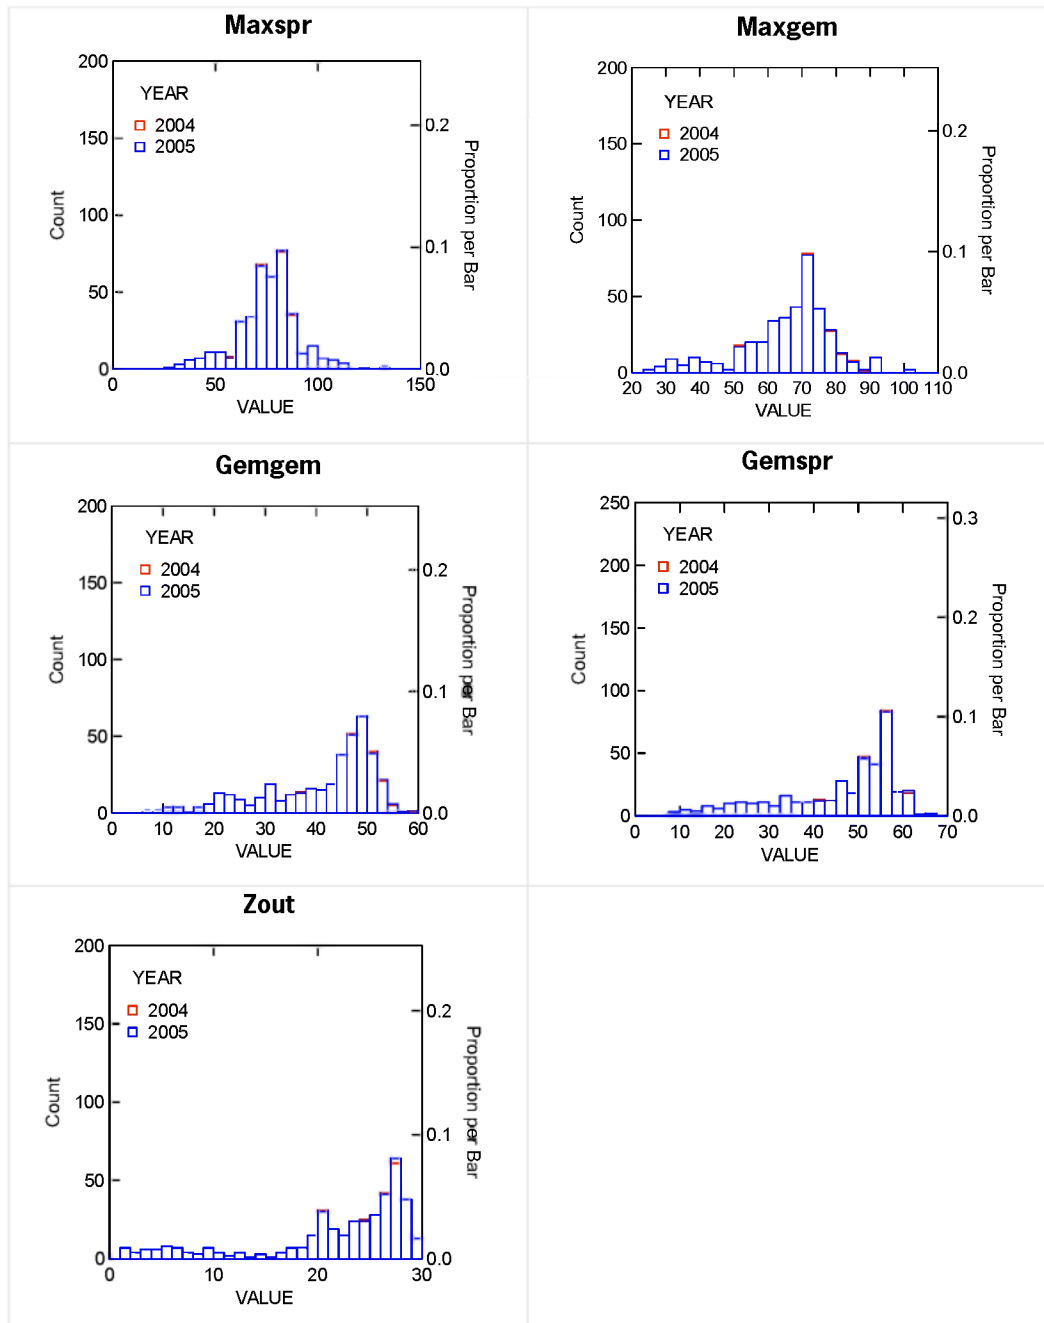 Maxspr
200
150
100
50
0
YEAR
2004
2005
Count
0.2
0.1
0.0
Proportion per Bar
0 50 100 150
VALUE
Maxgem
200
150
100
50
0
YEAR
2004
2005
Count
0.2
0.1
0.0
Proportion per Bar
20 30 40 50 60 70 80 90 100 110
VALUE
Gemgem
200
150
100
50
0
YEAR
2004
2005
Count
0.2
0.1
0.0
Proportion per Bar
0 10 20 30 40 50 60
VALUE
Gemspr
250
200
150
100
50
0
YEAR
2004
2005
Count
0.3
0.2
0.1
0.0
Proportion per Bar
0 10 20 30 40 50 60 70
VALUE
Zout
200
150
100
50
0
YEAR
2004
2005
Count
0.2
0.1
0.0
Proportion per Bar
0 10 20 30
VALUE